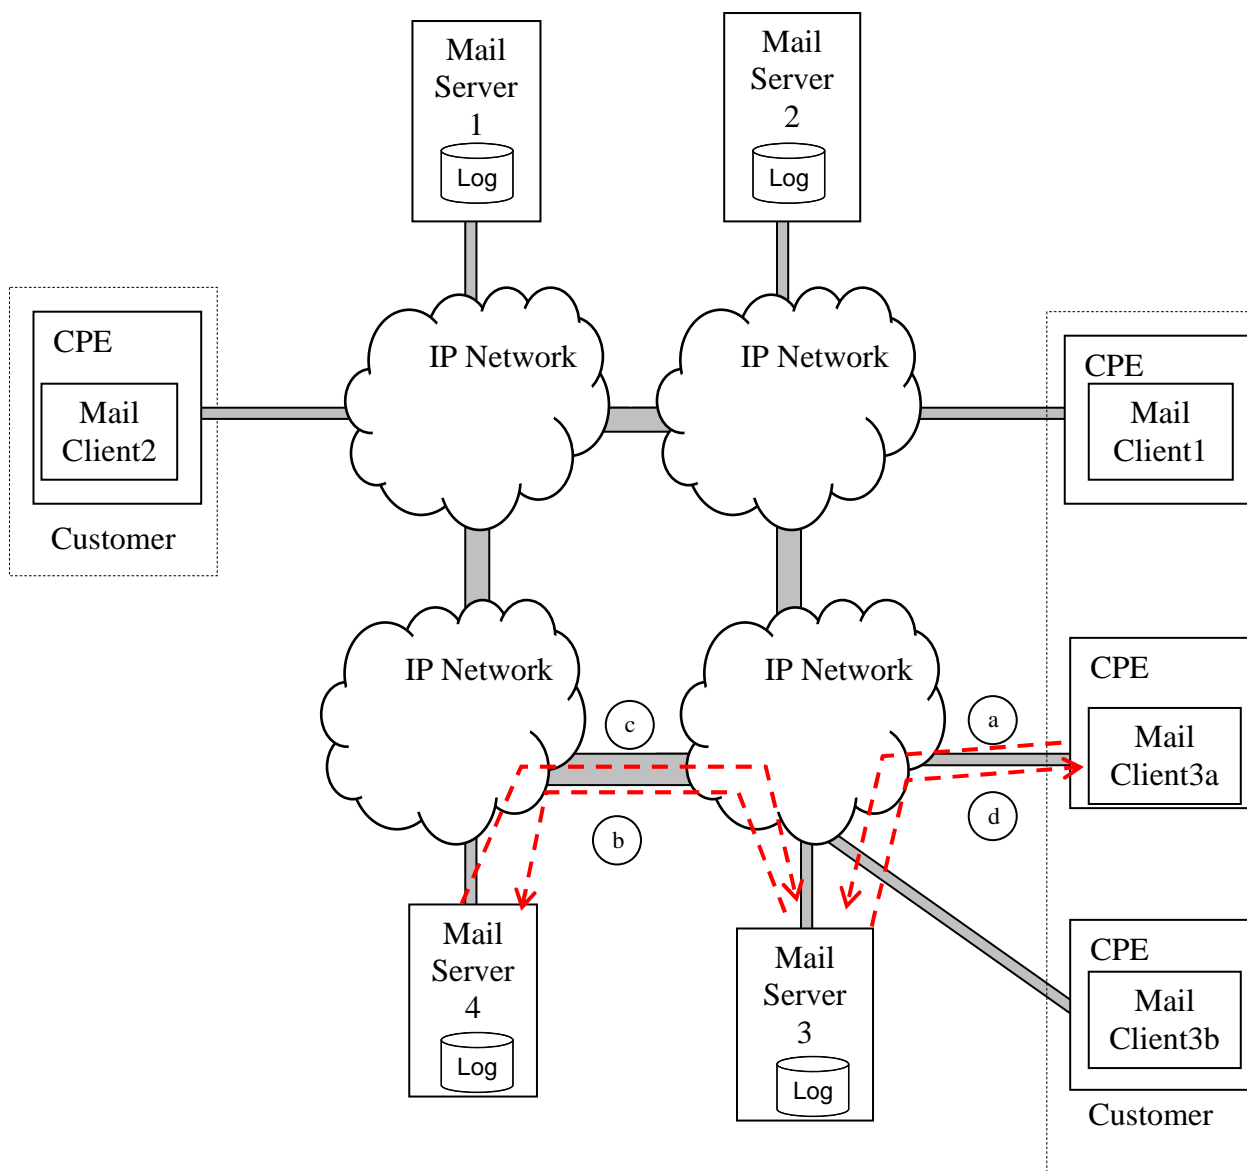 Mail
Server
1
Log
Mail
Server
2
Log
CPE
Mail
Client2
Customer
IP Network
IP Network
CPE
Mail
Client1
IP Network
IP Network
CPE
Mail
Client3a
c
a
b
d
Mail
Server
4
Log
Mail
Server
3
Log
CPE
Mail
Client3b
Customer